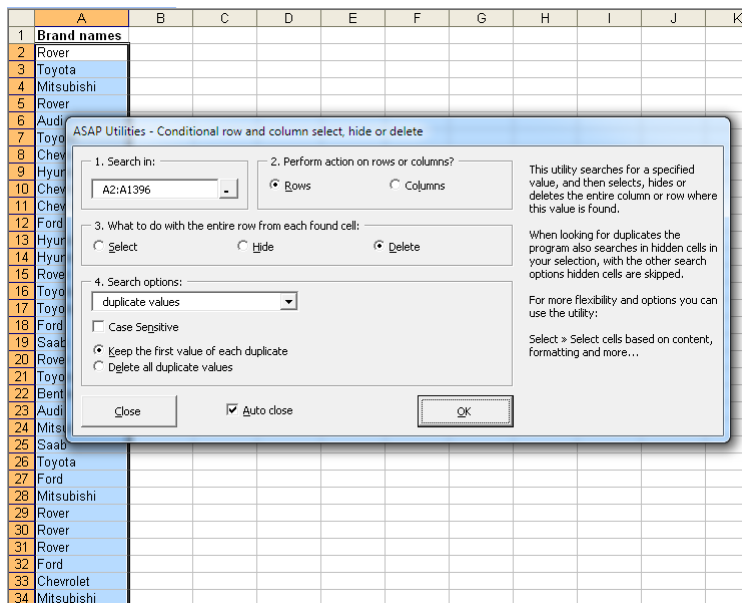 A B C D E F G H I J K
1 Brand names
2 Rover
3 Toyota
4 Mitsubishi
5 Rover
6 Audi
7 Toyo
8 Chev
9 Hyun
10 Chev
11 Chev
12 Ford
13 Hyun
14 Hyun
15 Rove
16 Toyo
17 Toyo
18 Ford
19 Saab
20 Rove
21 Toyo
22 Bent
23 Audi
24 Mitsu
25 Saab
26 Toyota
27 Ford
28 Mitsubishi
29 Rover
30 Rover
31 Rover
32 Ford
33 Chevrolet
34 Mitsubishi
ASAP Utilities - Conditional row and column select, hide or delete
1. Search in:
A2:A1396
2. Perform action on rows or columns?
Rows Columns
3. What to do with the entire row from each found cell:
Select Hide Delete
4. Search options:
duplicate values
Case Sensitive
Keep the first value of each duplicate
Delete all duplicate values
Close Auto close OK
This utility searches for a specified
value, and then selects, hides or
deletes the entire column or row where
this value is found.
When looking for duplicates the
program also searches in hidden cells in
your selection, with the other search
options hidden cells are skipped.
For more flexibility and options you can
use the utility:
Select » Select cells based on content,
formatting and more...